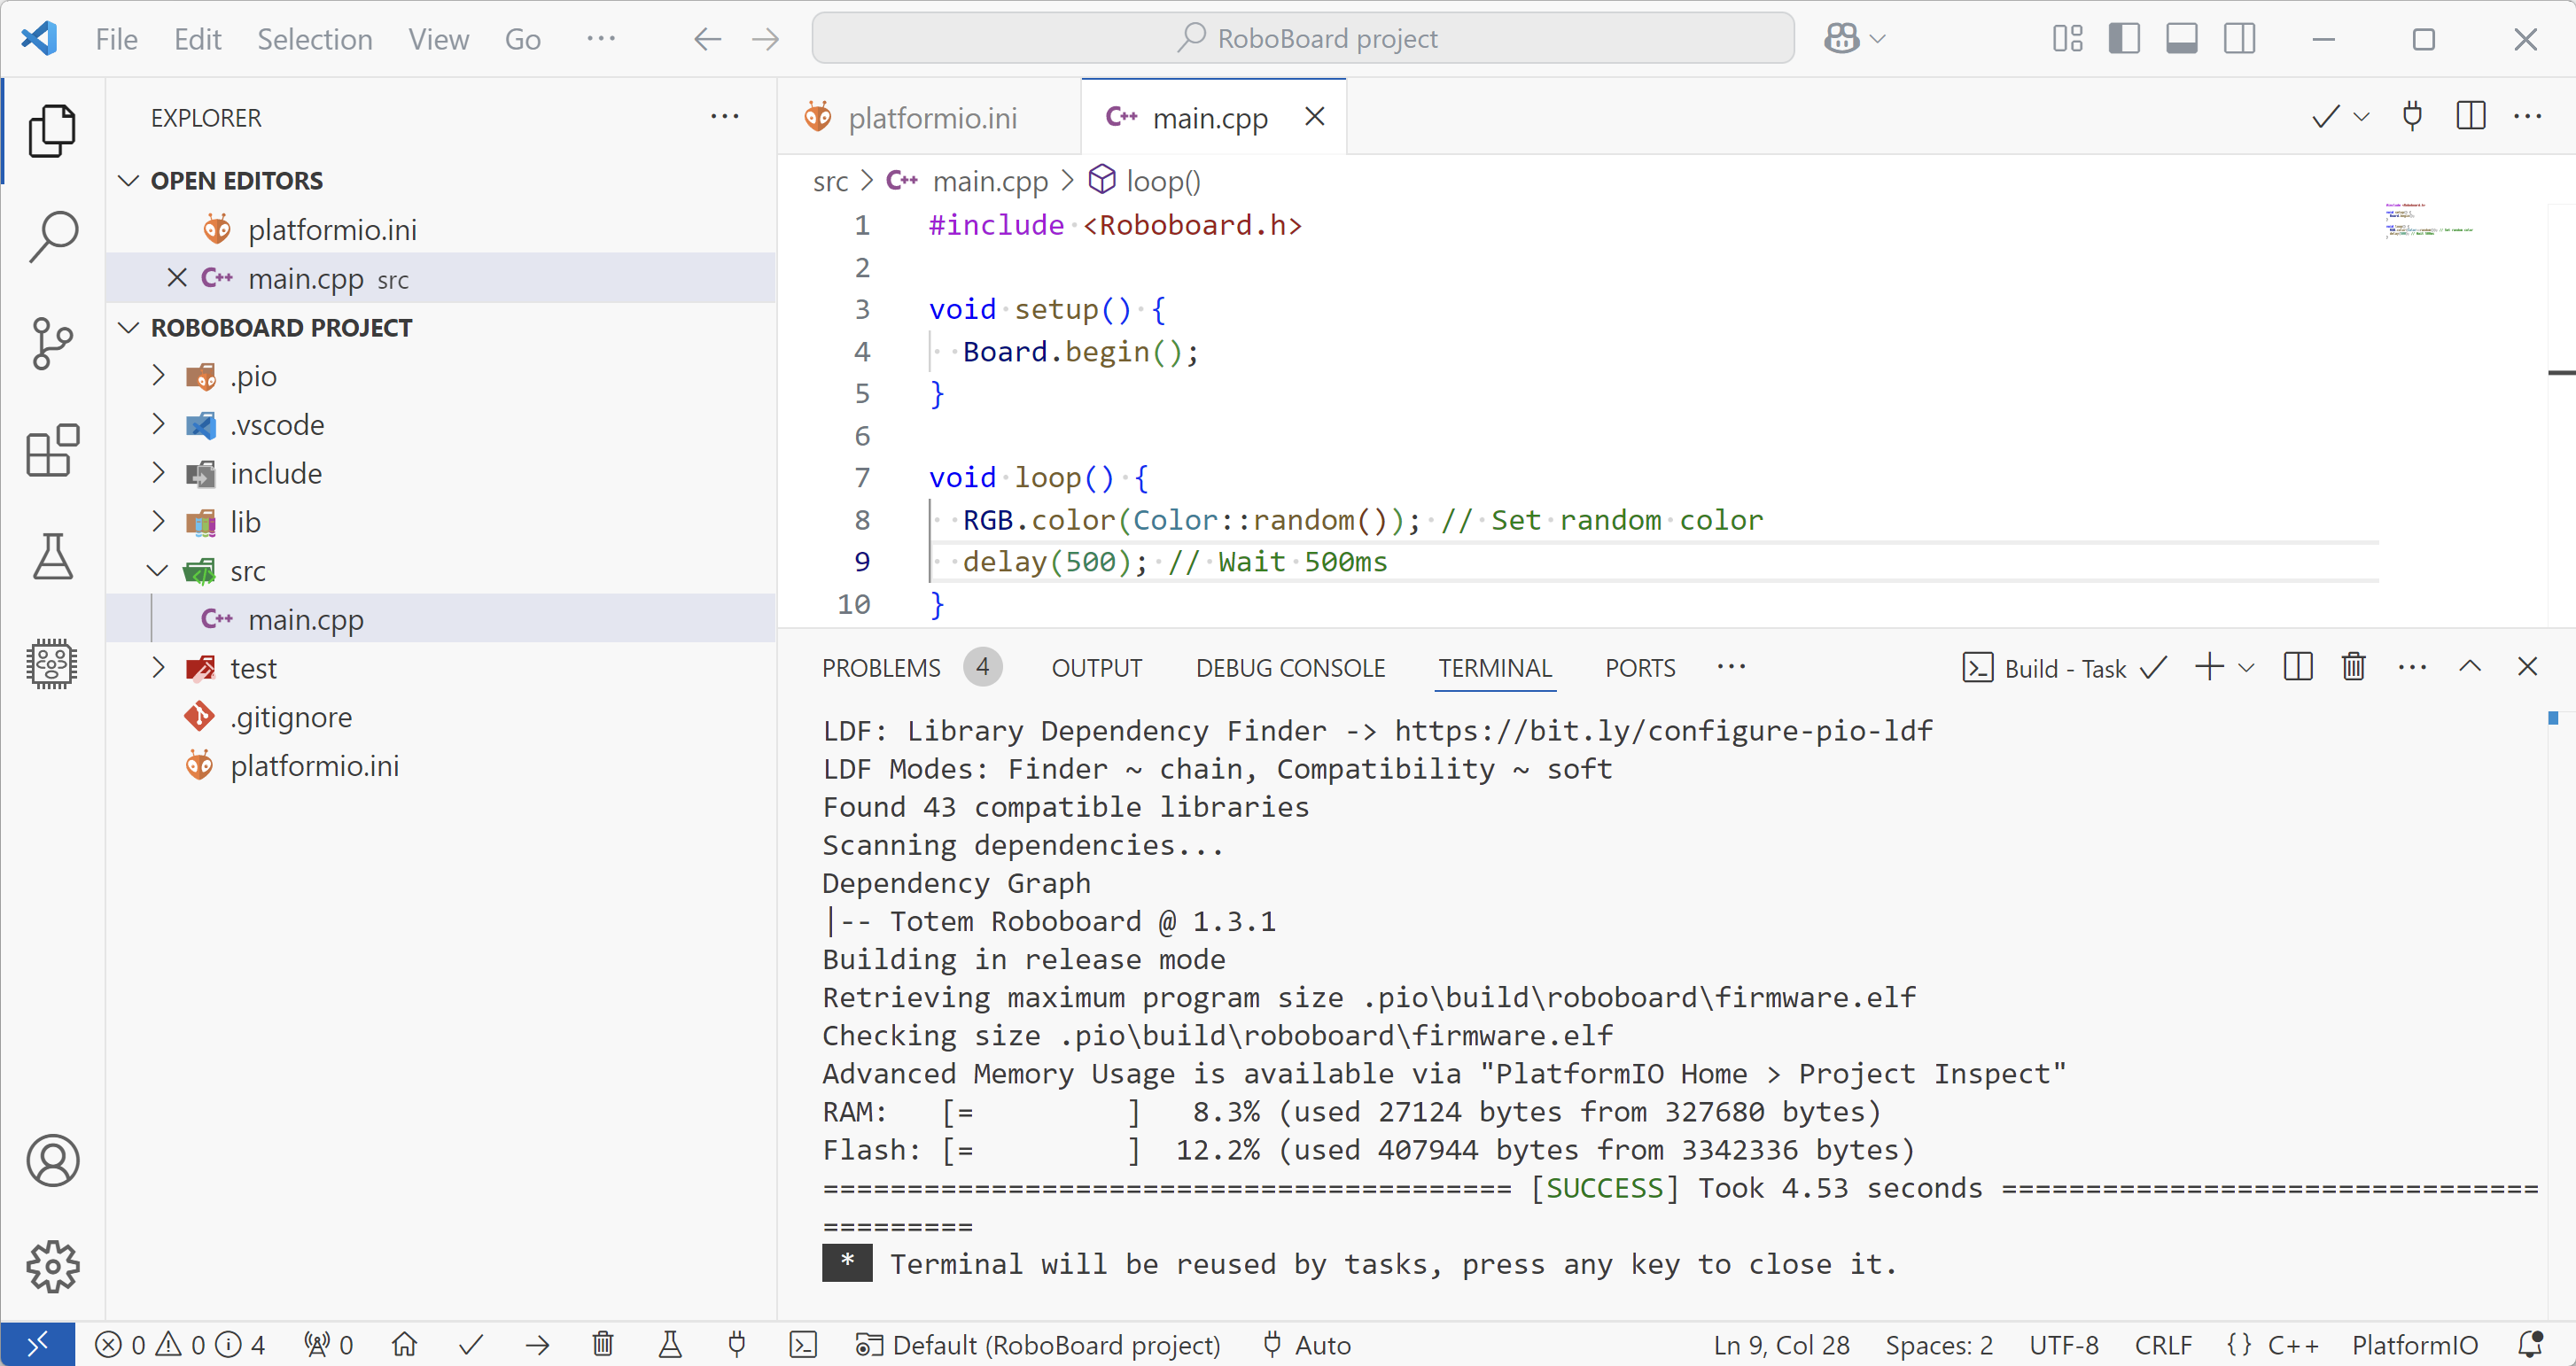 File Edit Selection View Go ··· RoboBoard project
EXPLORER ···
OPEN EDITORS
platformio.ini
C++ main.cpp src
ROBOBOARD PROJECT
.pio
.vscode
include
lib
src
C++ main.cpp
test
.gitignore
platformio.ini
platformio.ini C++ main.cpp
src > C++ main.cpp > loop()
1 #include <Roboboard.h>
2
3 void setup() {
4 Board.begin();
5 }
6
7 void loop() {
8 RGB.color(Color::random()); // Set random color
9 delay(500); // Wait 500ms
10 }
PROBLEMS 4 OUTPUT DEBUG CONSOLE TERMINAL PORTS ··· Build - Task
LDF: Library Dependency Finder -> https://bit.ly/configure-pio-ldf
LDF Modes: Finder ~ chain, Compatibility ~ soft
Found 43 compatible libraries
Scanning dependencies...
Dependency Graph
|-- Totem Roboboard @ 1.3.1
Building in release mode
Retrieving maximum program size .pio\build\roboboard\firmware.elf
Checking size .pio\build\roboboard\firmware.elf
Advanced Memory Usage is available via "PlatformIO Home > Project Inspect"
RAM:   [=         ]   8.3% (used 27124 bytes from 327680 bytes)
Flash: [=         ]  12.2% (used 407944 bytes from 3342336 bytes)
========================================= [SUCCESS] Took 4.53 seconds ================================
=========
* Terminal will be reused by tasks, press any key to close it.
0 0 4 0 Default (RoboBoard project) Auto Ln 9, Col 28 Spaces: 2 UTF-8 CRLF {} C++ PlatformIO